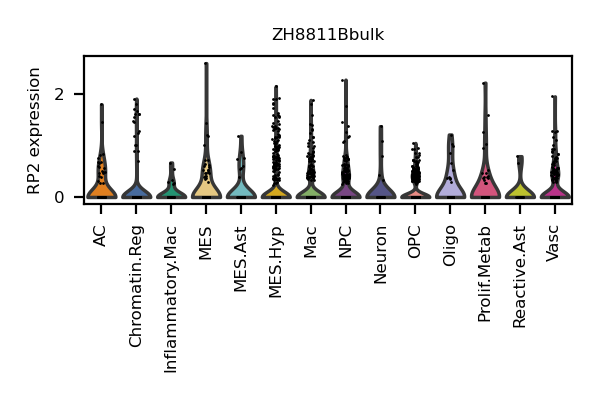 ZH8811Bbulk
RP2 expression
2
0
AC
Chromatin.Reg
Inflammatory.Mac
MES
MES.Ast
MES.Hyp
Mac
NPC
Neuron
OPC
Oligo
Prolif.Metab
Reactive.Ast
Vasc